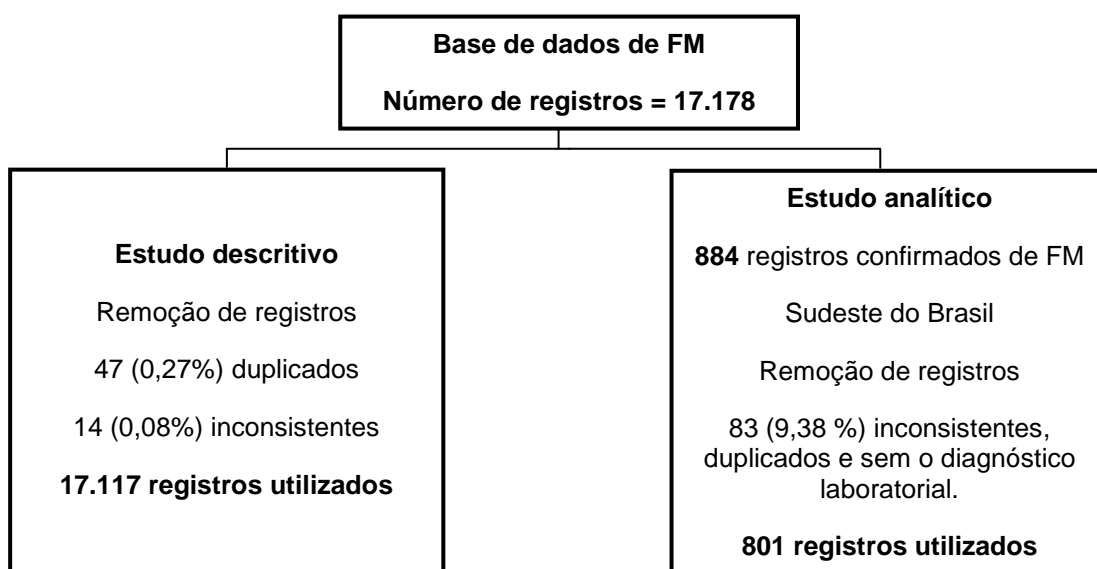 Base de dados de FM
Número de registros = 17.178
Estudo descritivo
Remoção de registros
47 (0,27%) duplicados
14 (0,08%) inconsistentes
17.117 registros utilizados
Estudo analítico
884 registros confirmados de FM
Sudeste do Brasil
Remoção de registros
83 (9,38 %) inconsistentes,
duplicados e sem o diagnóstico
laboratorial.
801 registros utilizados